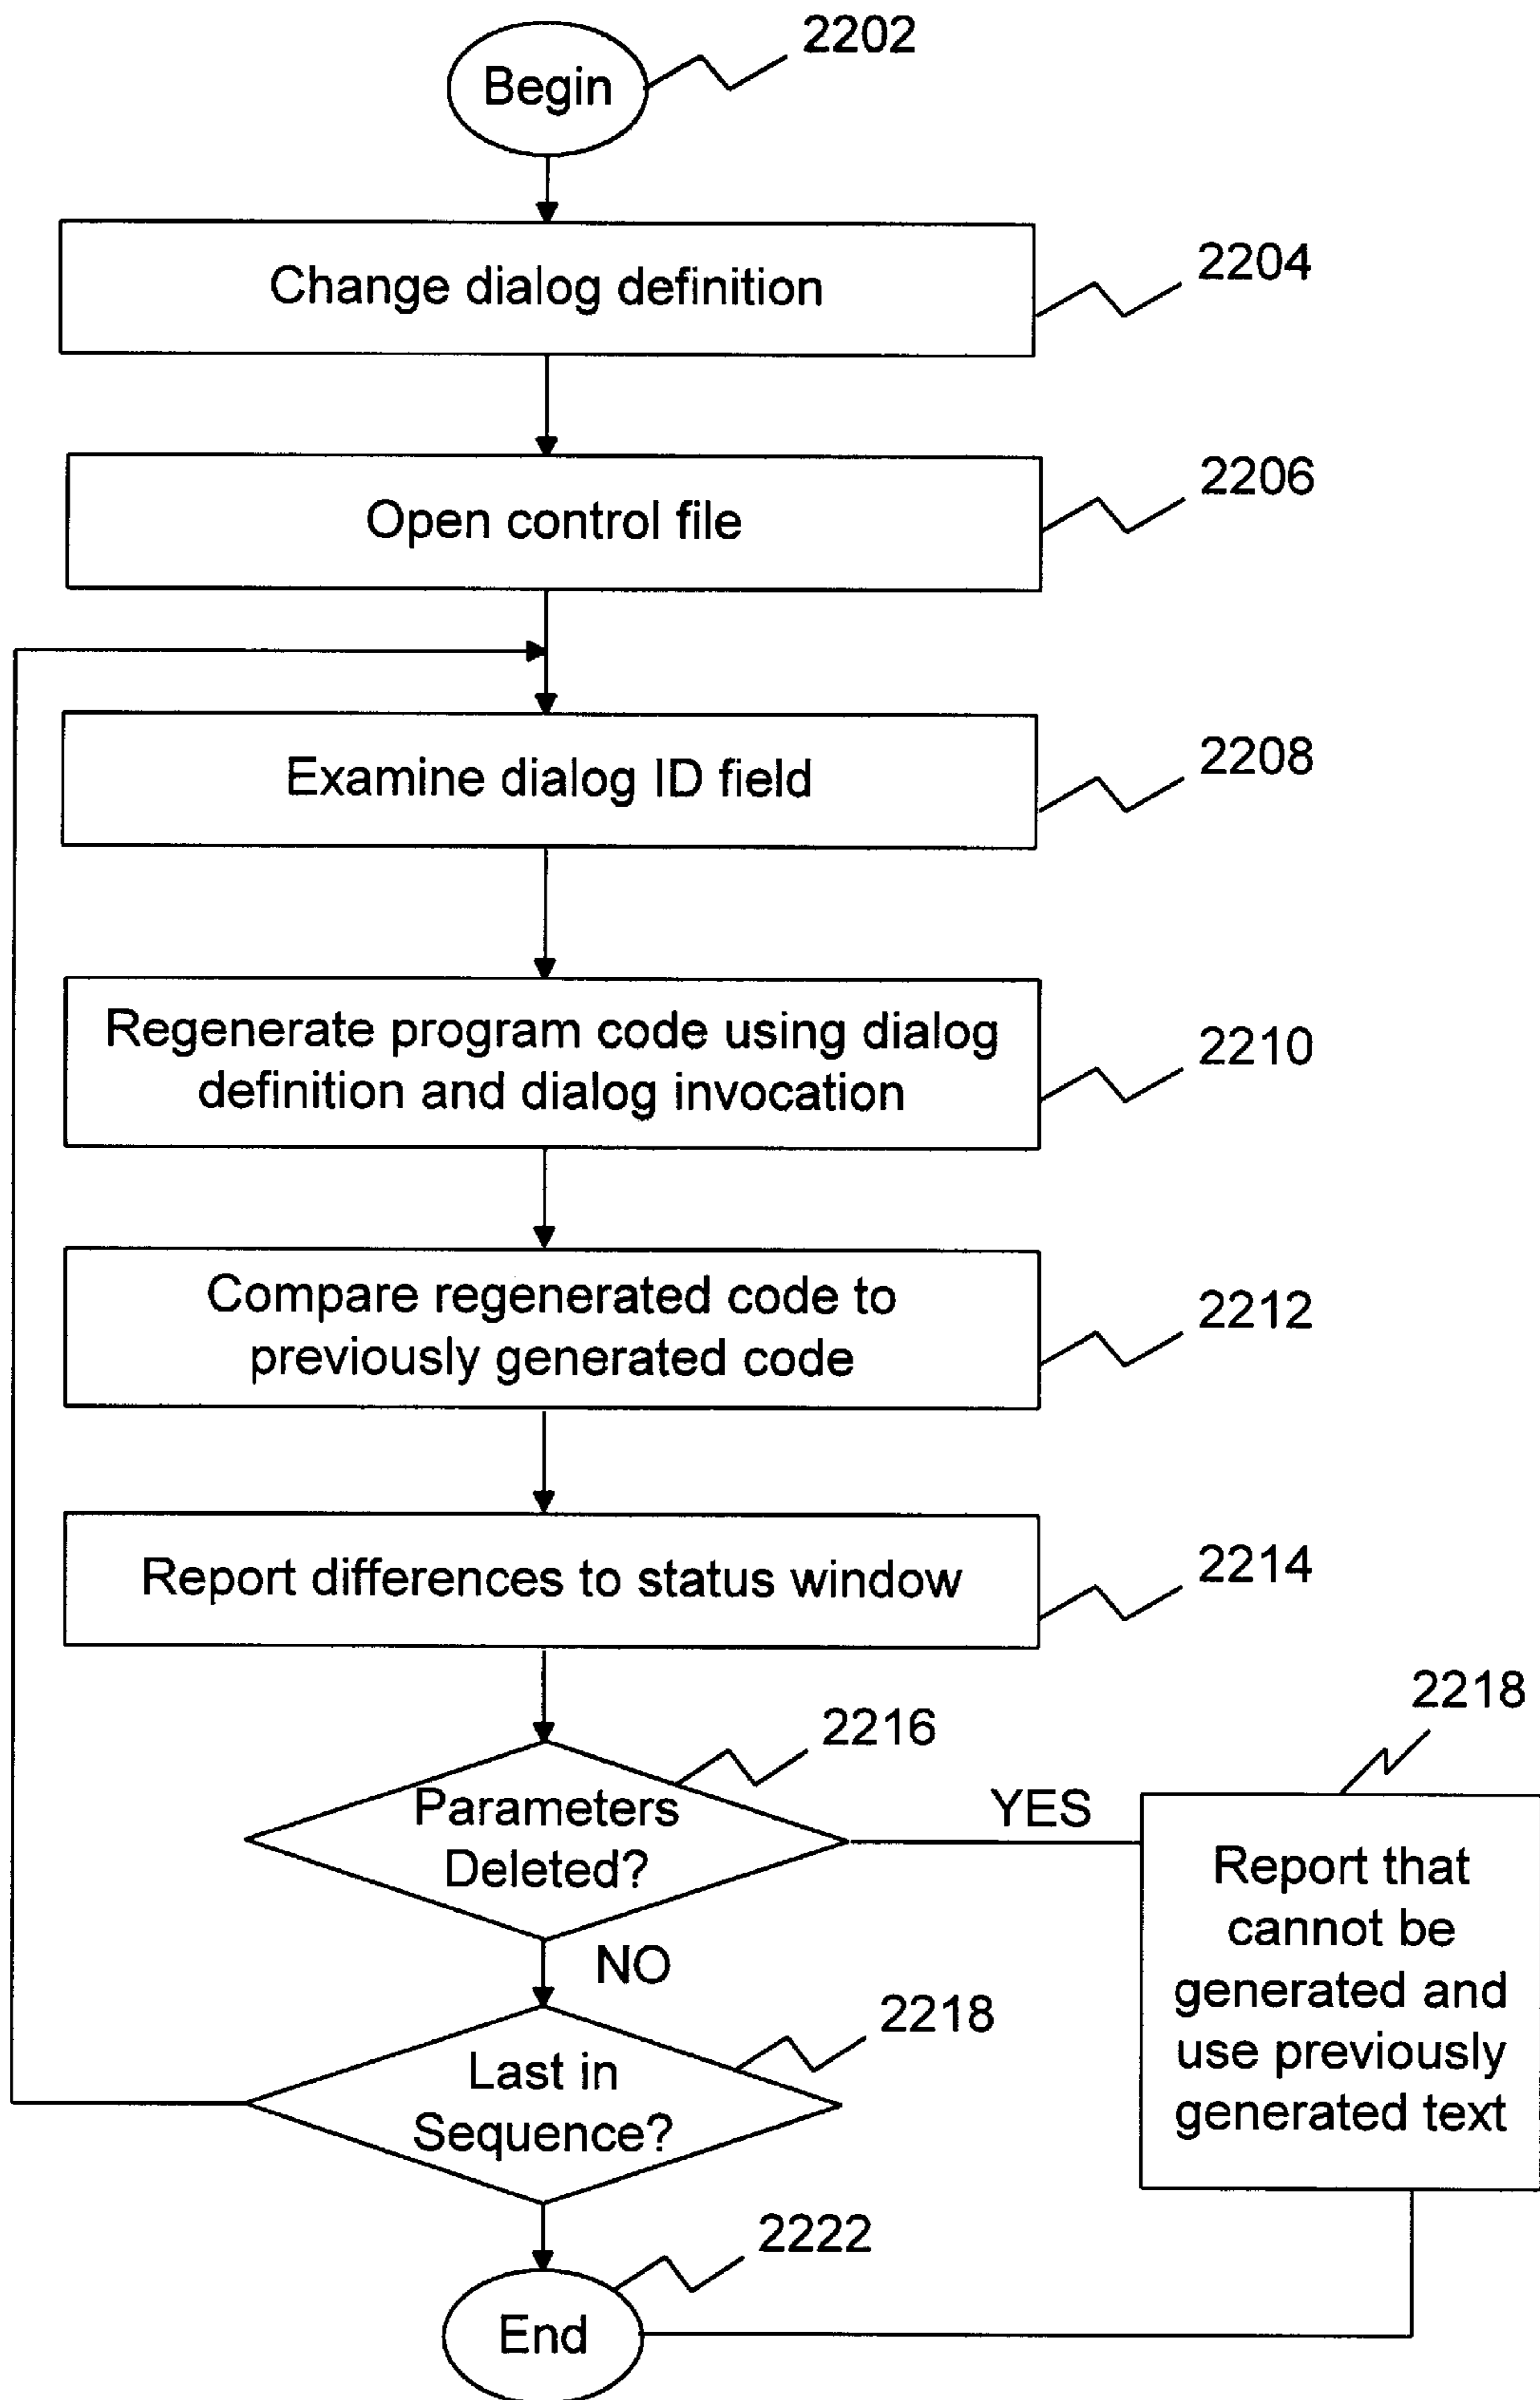 2202
Begin
2204
Change dialog definition
2206
Open control file
2208
Examine dialog ID field
2210
Regenerate program code using dialog
definition and dialog invocation
2212
Compare regenerated code to
previously generated code
2214
Report differences to status window
2216
Parameters
Deleted?
YES
2218
Report that
cannot be
generated and
use previously
generated text
NO
2218
Last in
Sequence?
2222
End